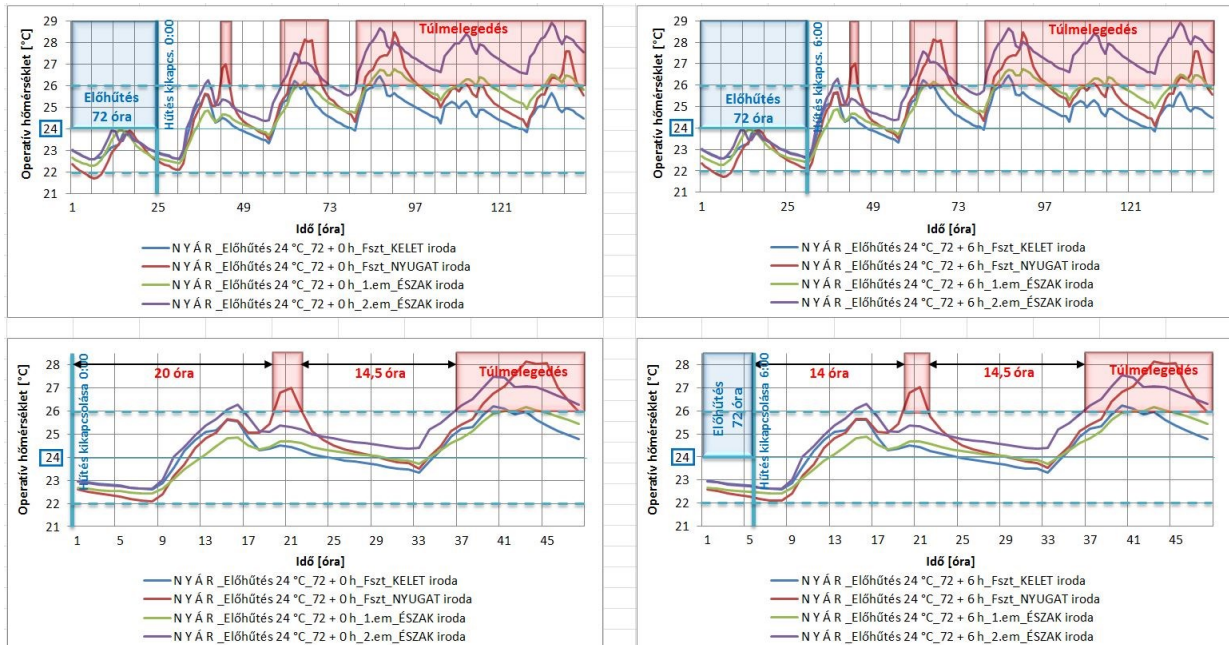 Operatív hőmérséklet [°C]
29
28
27
26
25
24
23
22
21
Előhűtés
72 óra
Hűtés kikapcs. 0:00
Túlmelegedés
1 25 49 73 97 121
Idő [óra]
N Y Á R _Előhűtés 24 °C_72 + 0 h_Fszt_KELET iroda
N Y Á R _Előhűtés 24 °C_72 + 0 h_Fszt_NYUGAT iroda
N Y Á R _Előhűtés 24 °C_72 + 0 h_1.em_ÉSZAK iroda
N Y Á R _Előhűtés 24 °C_72 + 0 h_2.em_ÉSZAK iroda
Operatív hőmérséklet [°C]
29
28
27
26
25
24
23
22
21
Előhűtés
72 óra
Hűtés kikapcs. 6:00
Túlmelegedés
1 25 49 73 97 121
Idő [óra]
N Y Á R _Előhűtés 24 °C_72 + 6 h_Fszt_KELET iroda
N Y Á R _Előhűtés 24 °C_72 + 6 h_Fszt_NYUGAT iroda
N Y Á R _Előhűtés 24 °C_72 + 6 h_1.em_ÉSZAK iroda
N Y Á R _Előhűtés 24 °C_72 + 6 h_2.em_ÉSZAK iroda
Operatív hőmérséklet [°C]
28
27
26
25
24
23
22
21
Hűtés kikapcsolása 0:00
20 óra
14,5 óra
Túlmelegedés
1 5 9 13 17 21 25 29 33 37 41 45
Idő [óra]
N Y Á R _Előhűtés 24 °C_72 + 0 h_Fszt_KELET iroda
N Y Á R _Előhűtés 24 °C_72 + 0 h_Fszt_NYUGAT iroda
N Y Á R _Előhűtés 24 °C_72 + 0 h_1.em_ÉSZAK iroda
N Y Á R _Előhűtés 24 °C_72 + 0 h_2.em_ÉSZAK iroda
Operatív hőmérséklet [°C]
28
27
26
25
24
23
22
21
Előhűtés
72 óra
Hűtés kikapcsolása 6:00
14 óra
14,5 óra
Túlmelegedés
1 5 9 13 17 21 25 29 33 37 41 45
Idő [óra]
N Y Á R _Előhűtés 24 °C_72 + 6 h_Fszt_KELET iroda
N Y Á R _Előhűtés 24 °C_72 + 6 h_Fszt_NYUGAT iroda
N Y Á R _Előhűtés 24 °C_72 + 6 h_1.em_ÉSZAK iroda
N Y Á R _Előhűtés 24 °C_72 + 6 h_2.em_ÉSZAK iroda